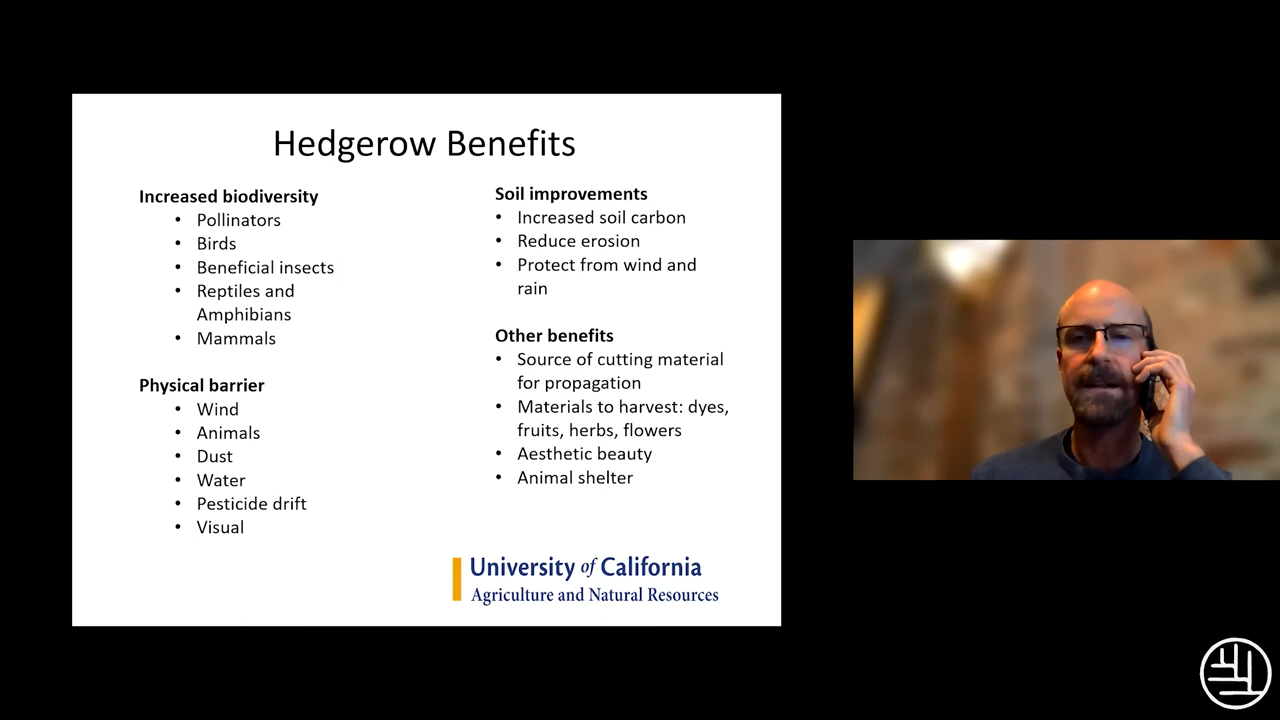 Hedgerow Benefits
Increased biodiversity
• Pollinators
• Birds
• Beneficial insects
• Reptiles and
Amphibians
• Mammals
Physical barrier
• Wind
• Animals
• Dust
• Water
• Pesticide drift
• Visual
Soil improvements
• Increased soil carbon
• Reduce erosion
• Protect from wind and
rain
Other benefits
• Source of cutting material
for propagation
• Materials to harvest: dyes,
fruits, herbs, flowers
• Aesthetic beauty
• Animal shelter
University of California
Agriculture and Natural Resources